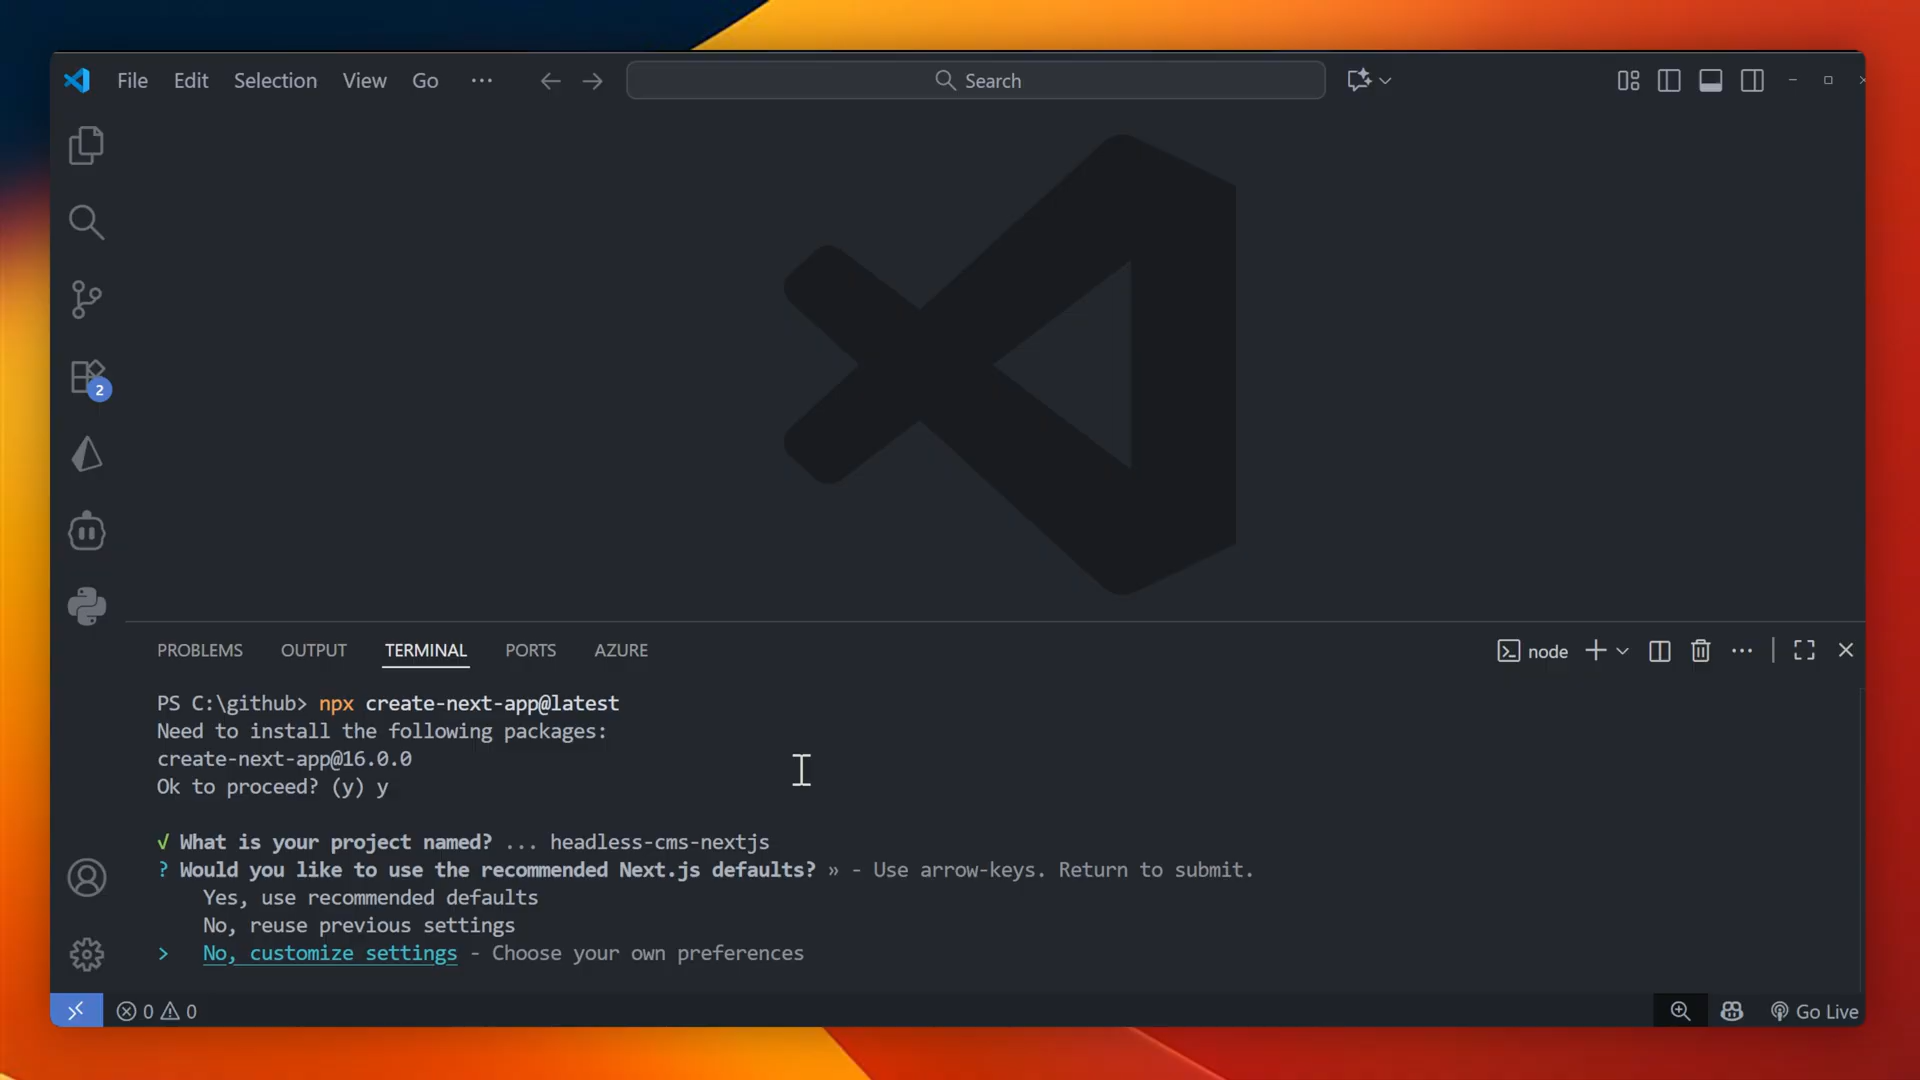 File Edit Selection View Go ···
Search
2
PROBLEMS OUTPUT TERMINAL PORTS AZURE
node
PS C:\github> npx create-next-app@latest
Need to install the following packages:
create-next-app@16.0.0
Ok to proceed? (y) y
√ What is your project named? ... headless-cms-nextjs
? Would you like to use the recommended Next.js defaults? » - Use arrow-keys. Return to submit.
Yes, use recommended defaults
No, reuse previous settings
> No, customize settings - Choose your own preferences
0 0 Go Live